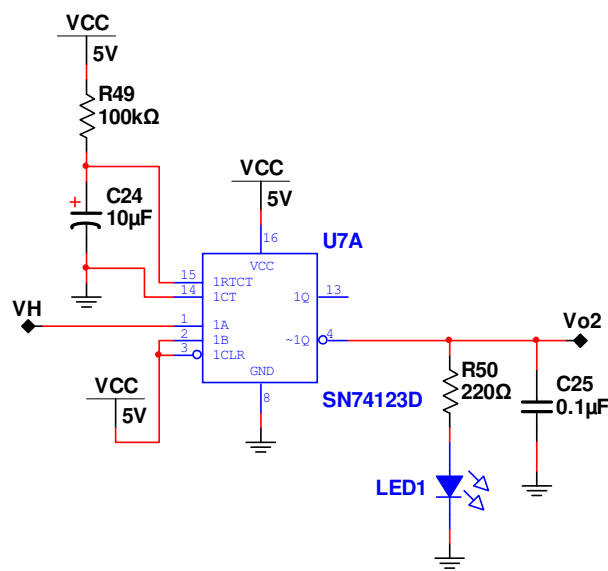 VCC
5V
R49
100kΩ
+
C24
10µF
VCC
5V
16
U7A
VCC
15
1RTCT
14
1CT
1Q
13
VH
1
1A
2
1B
~1Q
4
Vo2
3
1CLR
GND
8
SN74123D
VCC
5V
R50
220Ω
C25
0.1µF
LED1